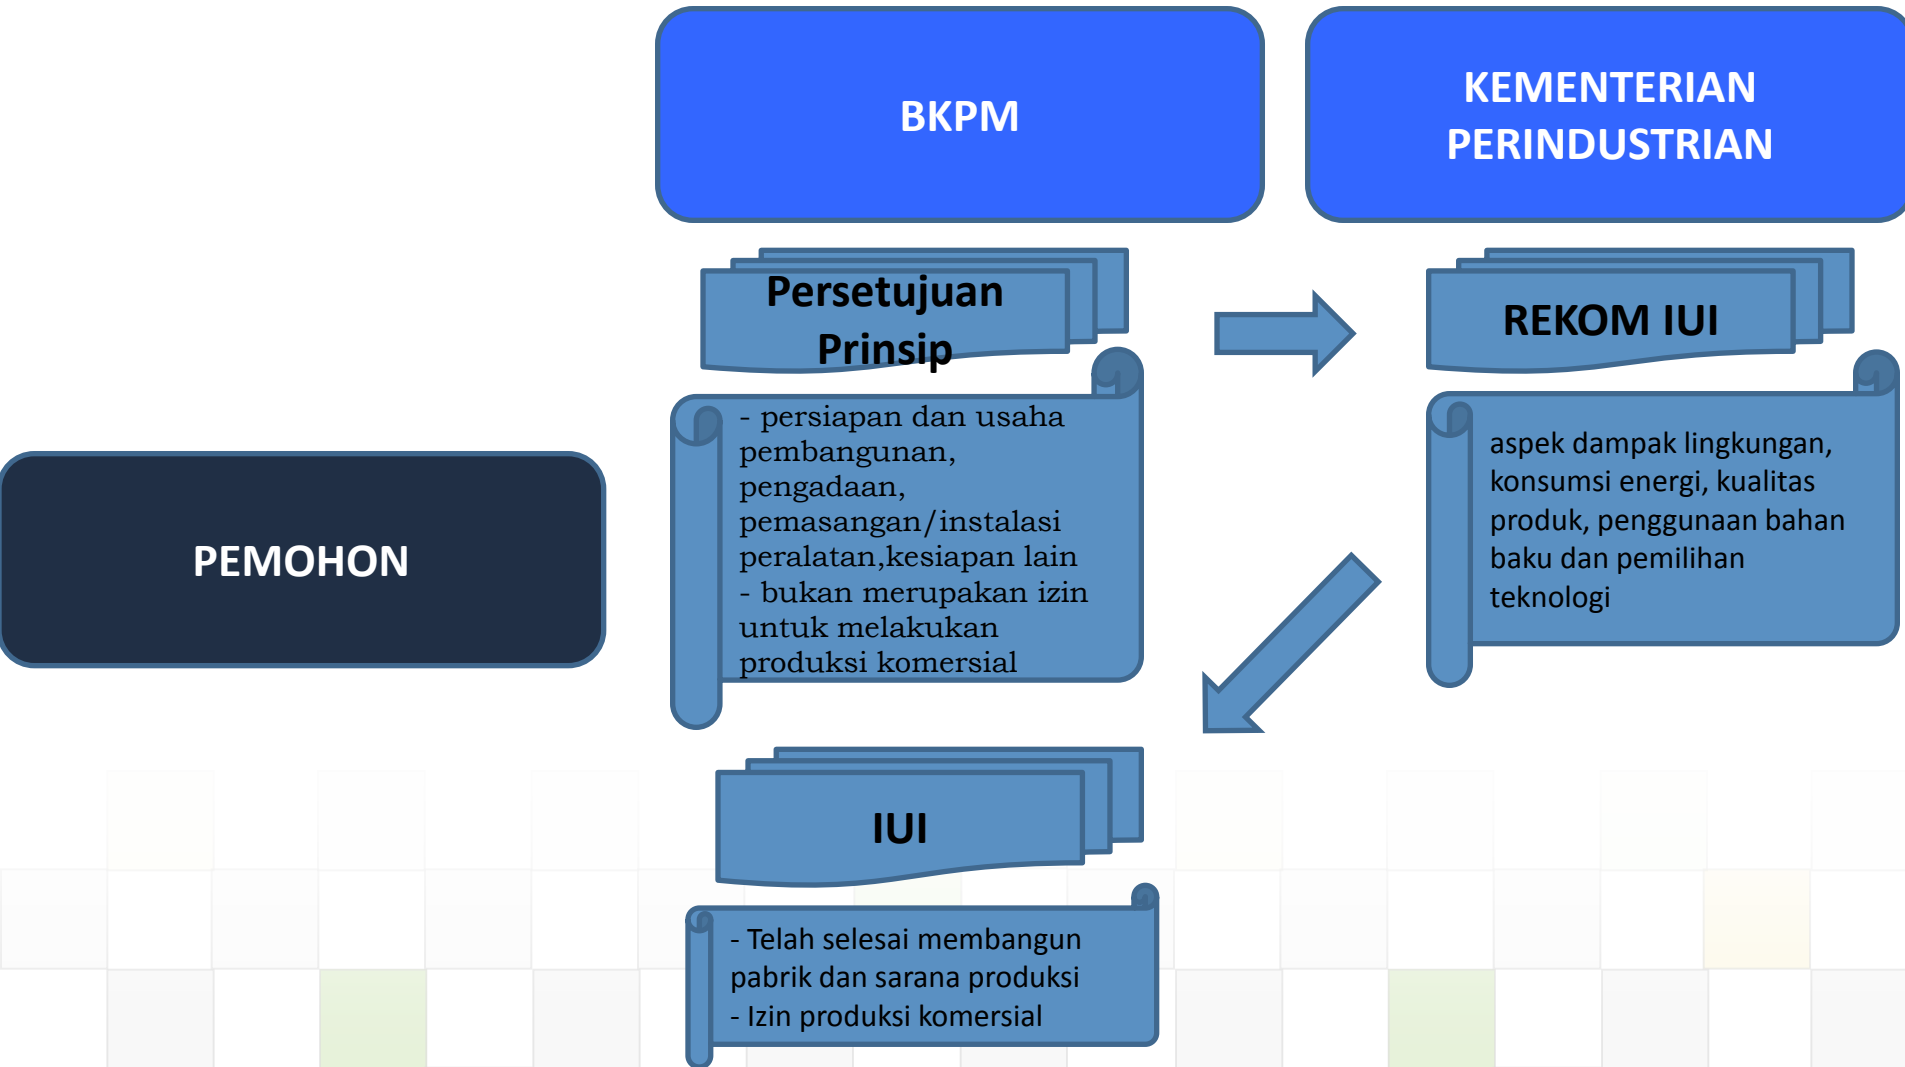 BKPM
KEMENTERIAN
PERINDUSTRIAN
Persetujuan
Prinsip
REKOM IUI
- persiapan dan usaha
pembangunan,
pengadaan,
pemasangan/instalasi
peralatan,kesiapan lain
- bukan merupakan izin
untuk melakukan
produksi komersial
aspek dampak lingkungan,
konsumsi energi, kualitas
produk, penggunaan bahan
baku dan pemilihan
teknologi
PEMOHON
IUI
- Telah selesai membangun
pabrik dan sarana produksi
- Izin produksi komersial